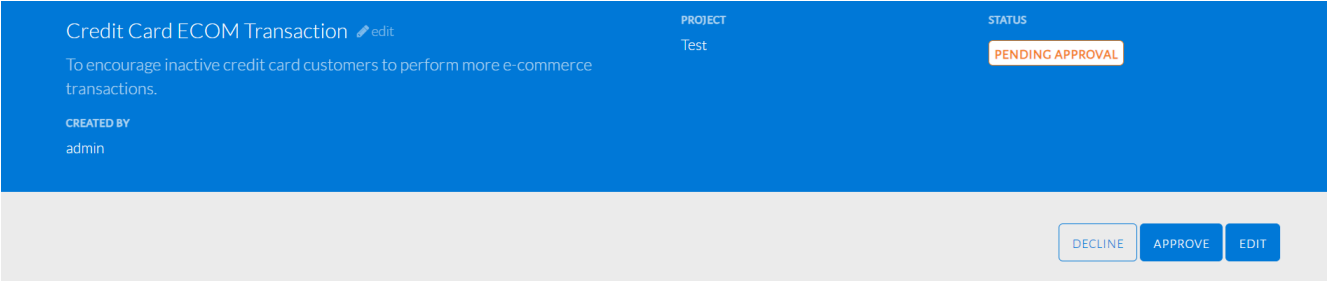 Credit Card ECOM Transaction edit
To encourage inactive credit card customers to perform more e-commerce
transactions.
CREATED BY
admin
PROJECT
Test
STATUS
PENDING APPROVAL
DECLINE APPROVE EDIT